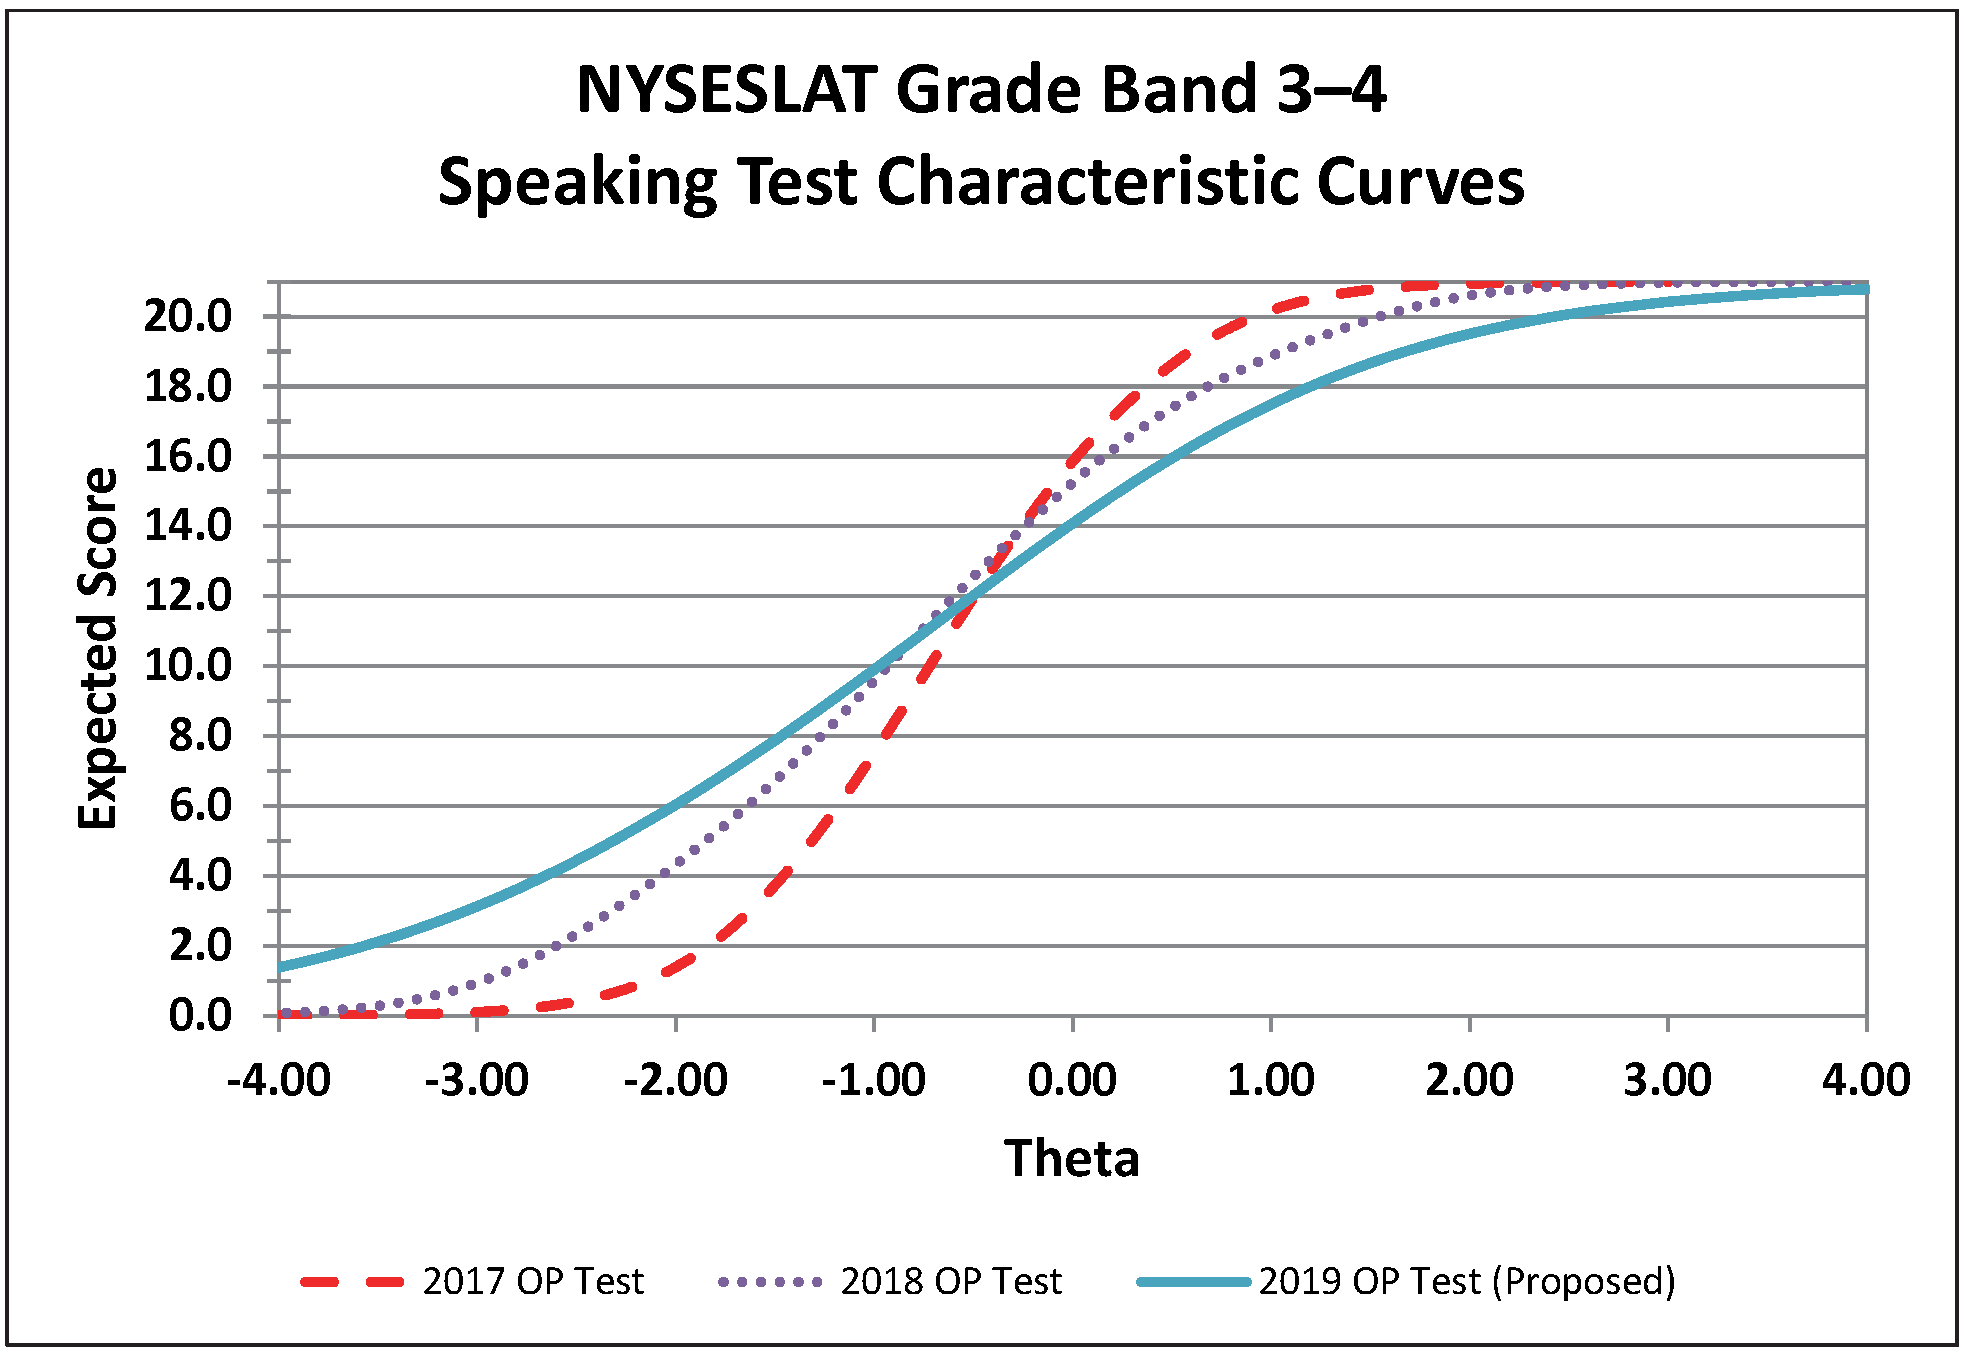 NYSESLAT Grade Band 3–4
Speaking Test Characteristic Curves
Expected Score
20.0
18.0
16.0
14.0
12.0
10.0
8.0
6.0
4.0
2.0
0.0
-4.00 -3.00 -2.00 -1.00 0.00 1.00 2.00 3.00 4.00
Theta
2017 OP Test 2018 OP Test 2019 OP Test (Proposed)